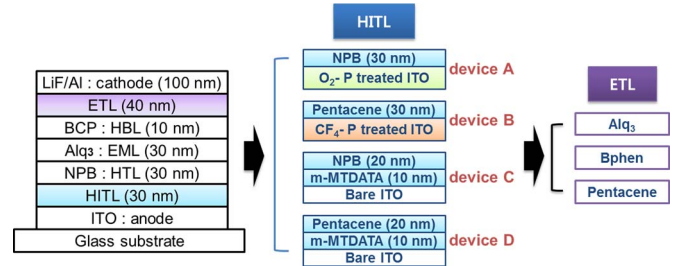 LiF/Al : cathode (100 nm)
ETL (40 nm)
BCP : HBL (10 nm)
Alq₃ : EML (30 nm)
NPB : HTL (30 nm)
HITL (30 nm)
ITO : anode
Glass substrate
HITL
NPB (30 nm)
O₂- P treated ITO
device A
Pentacene (30 nm)
CF₄- P treated ITO
device B
NPB (20 nm)
m-MTDATA (10 nm)
Bare ITO
device C
Pentacene (20 nm)
m-MTDATA (10 nm)
Bare ITO
device D
ETL
Alq₃
Bphen
Pentacene